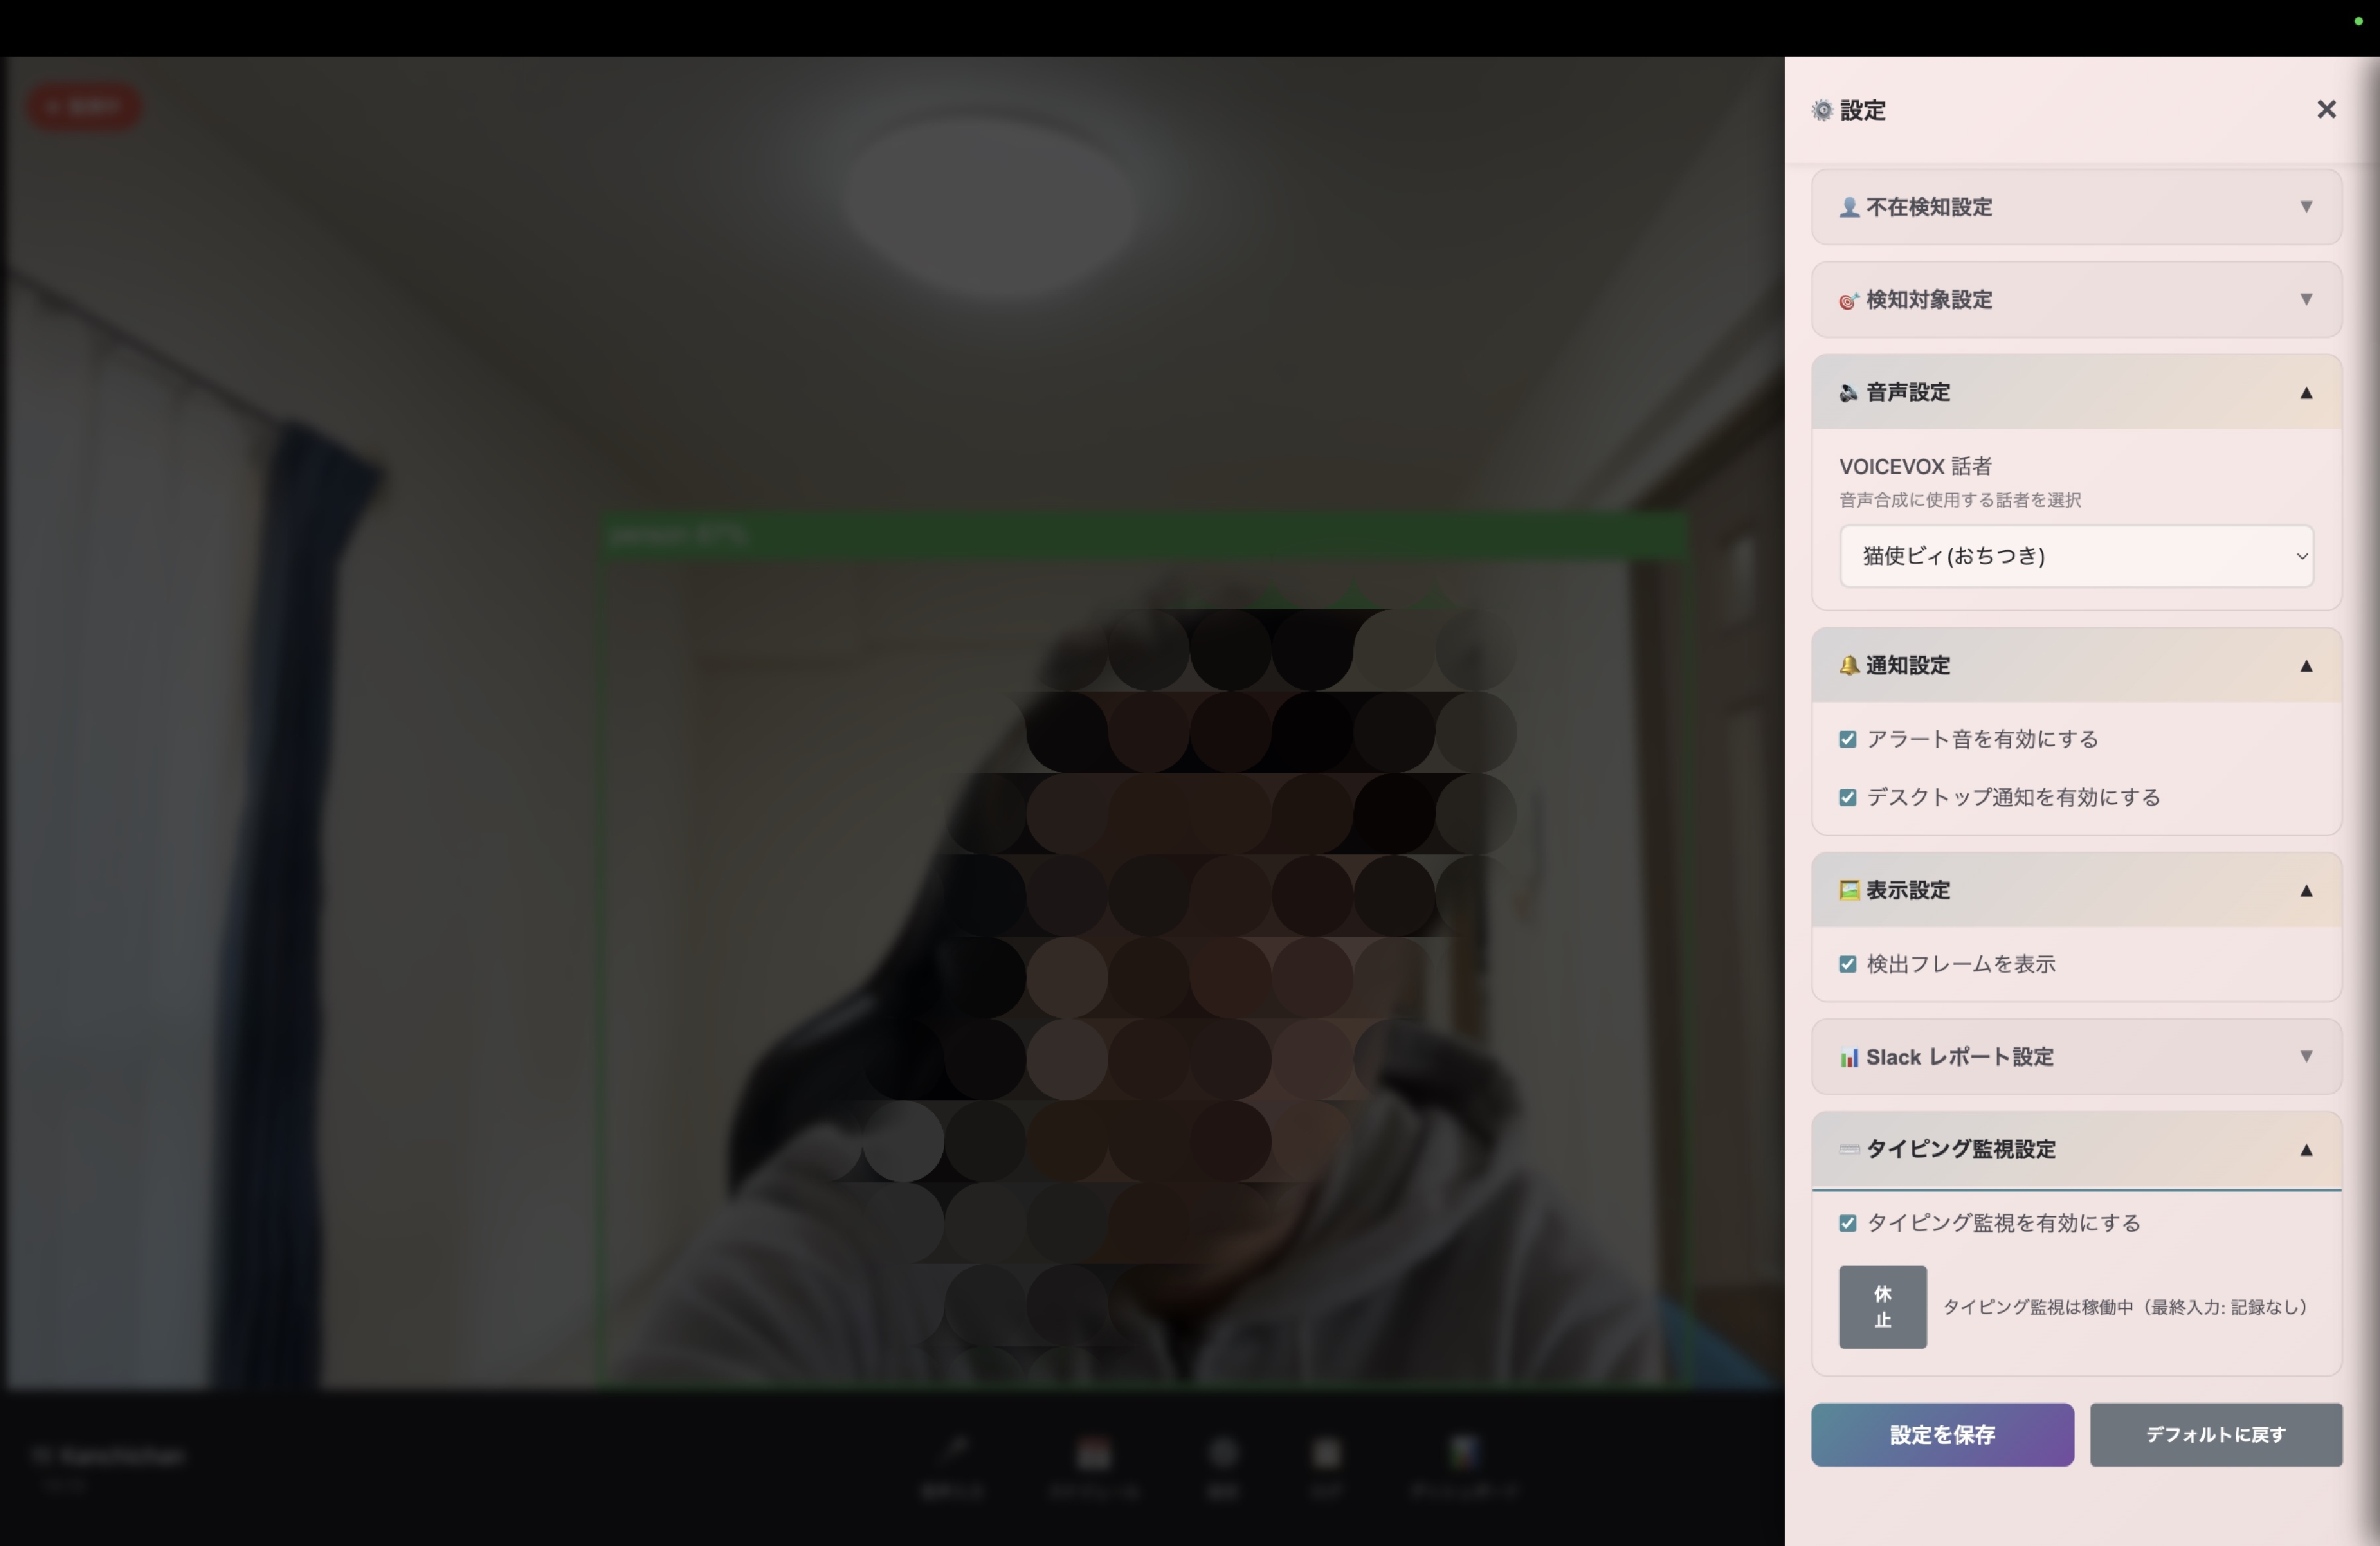 設定
不在検知設定
検知対象設定
音声設定
VOICEVOX 話者
音声合成に使用する話者を選択
猫使ビィ(おちつき)
通知設定
アラート音を有効にする
デスクトップ通知を有効にする
表示設定
検出フレームを表示
Slack レポート設定
タイピング監視設定
タイピング監視を有効にする
休
止
タイピング監視は稼働中（最終入力: 記録なし）
設定を保存
デフォルトに戻す